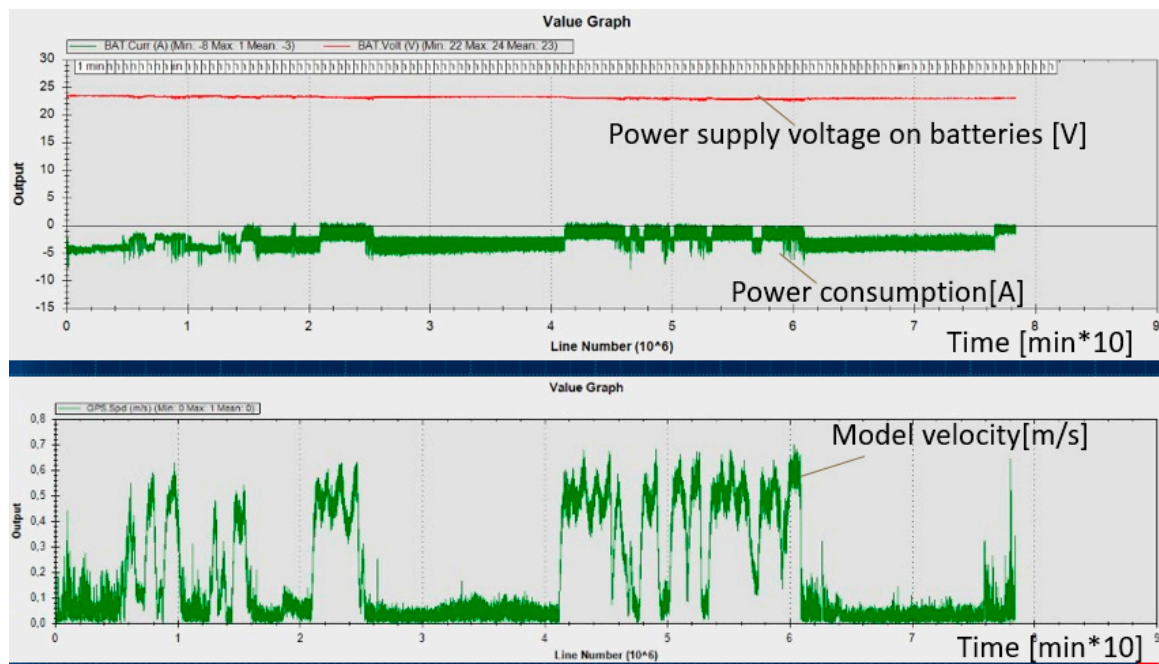 Value Graph
BAT.Curr (A) (Min: -8 Max: 1 Mean: -3) BAT.Volt (V) (Min: 22 Max: 24 Mean: 23)
30
1 min
25
20
Power supply voltage on batteries [V]
15
10
5
0
-5
-10
Power consumption[A]
-15
Output
0 1 2 3 4 5 6 7 8 9
Line Number (10^6)
Time [min*10]
Value Graph
GPS.Spd (m/s) (Min: 0 Max: 1 Mean: 0)
0,8
Model velocity[m/s]
0,7
0,6
0,5
0,4
0,3
0,2
0,1
0,0
Output
0 1 2 3 4 5 6 7 8 9
Line Number (10^6)
Time [min*10]